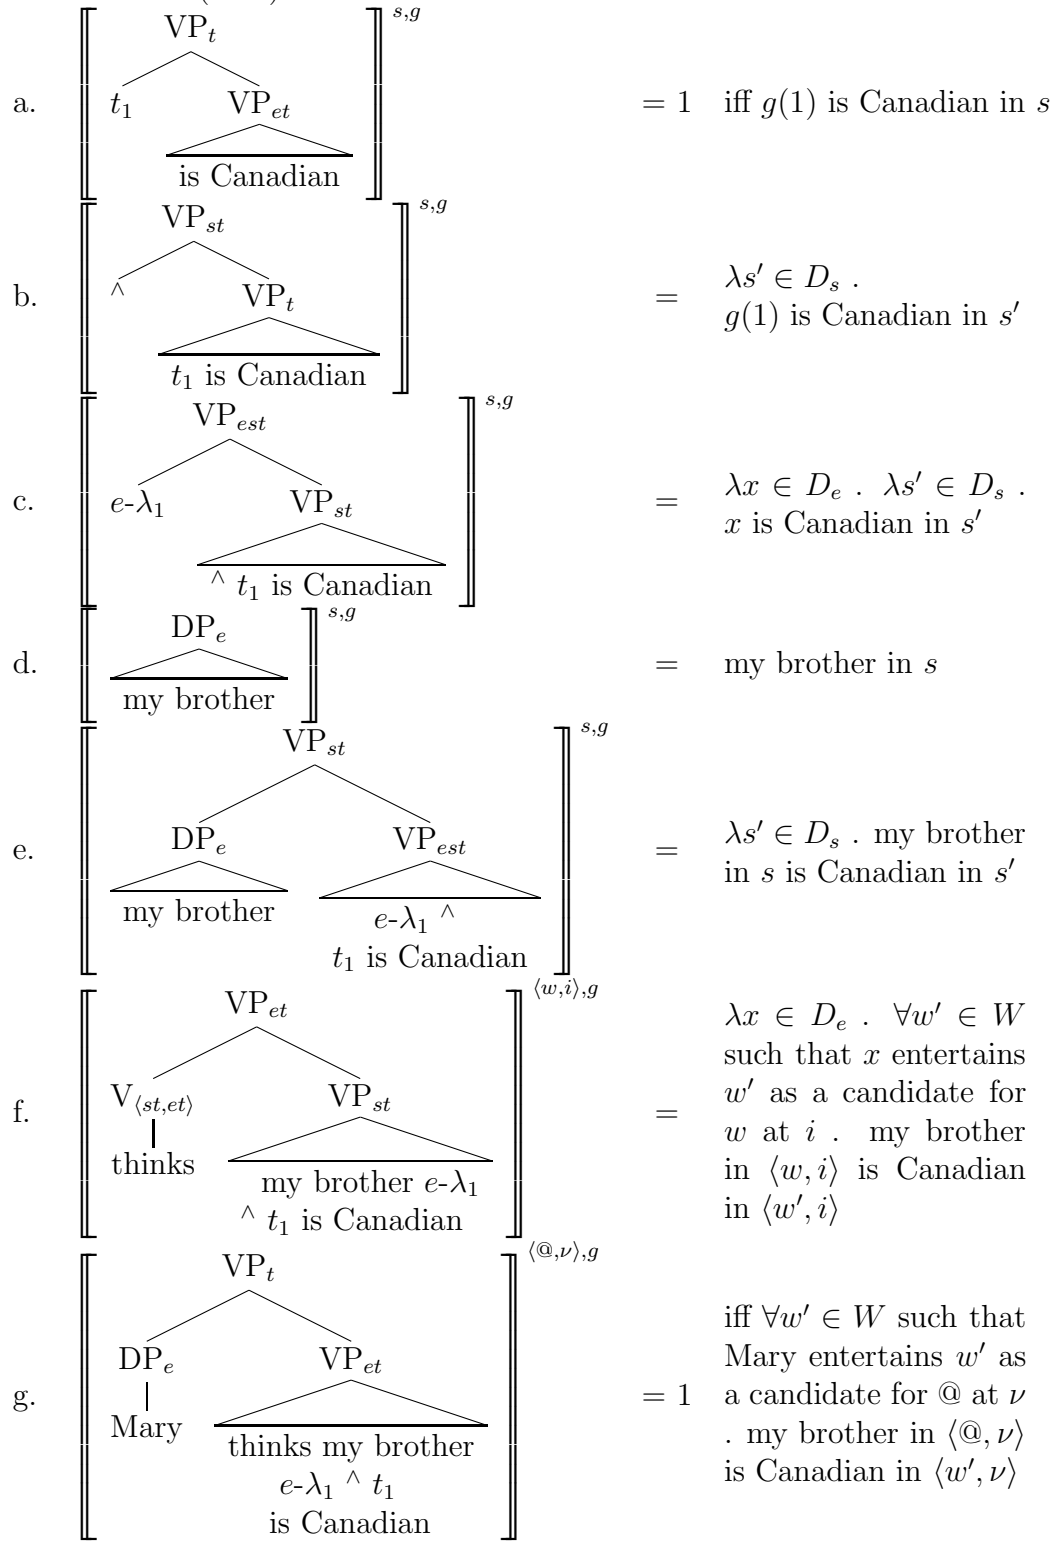 VP_t s,g
a. t_1 VP_et = 1 iff g(1) is Canadian in s
is Canadian
VP_st s,g
b. ^ VP_t = λs′ ∈ D_s .
g(1) is Canadian in s′
t_1 is Canadian
VP_est s,g
c. e-λ_1 VP_st = λx ∈ D_e . λs′ ∈ D_s .
x is Canadian in s′
^ t_1 is Canadian
DP_e s,g
d. = my brother in s
my brother
VP_st s,g
e. DP_e VP_est = λs′ ∈ D_s . my brother
in s is Canadian in s′
my brother e-λ_1 ^
t_1 is Canadian
VP_et ⟨w,i⟩,g
f. V_⟨st,et⟩ VP_st =
thinks
my brother e-λ_1
^ t_1 is Canadian
λx ∈ D_e . ∀w′ ∈ W
such that x entertains
w′ as a candidate for
w at i . my brother
in ⟨w, i⟩ is Canadian
in ⟨w′, i⟩
VP_t ⟨@,ν⟩,g
g. DP_e VP_et = 1
Mary
thinks my brother
e-λ_1 ^ t_1
is Canadian
iff ∀w′ ∈ W such that
Mary entertains w′ as
a candidate for @ at ν
. my brother in ⟨@, ν⟩
is Canadian in ⟨w′, ν⟩